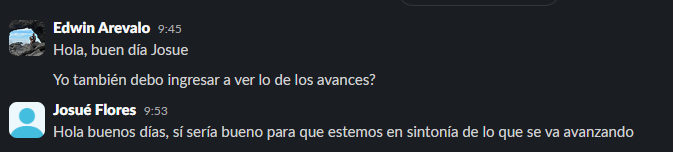 Edwin Arevalo 9:45
Hola, buen día Josue
Yo también debo ingresar a ver lo de los avances?
Josué Flores 9:53
Hola buenos días, sí sería bueno para que estemos en sintonía de lo que se va avanzando